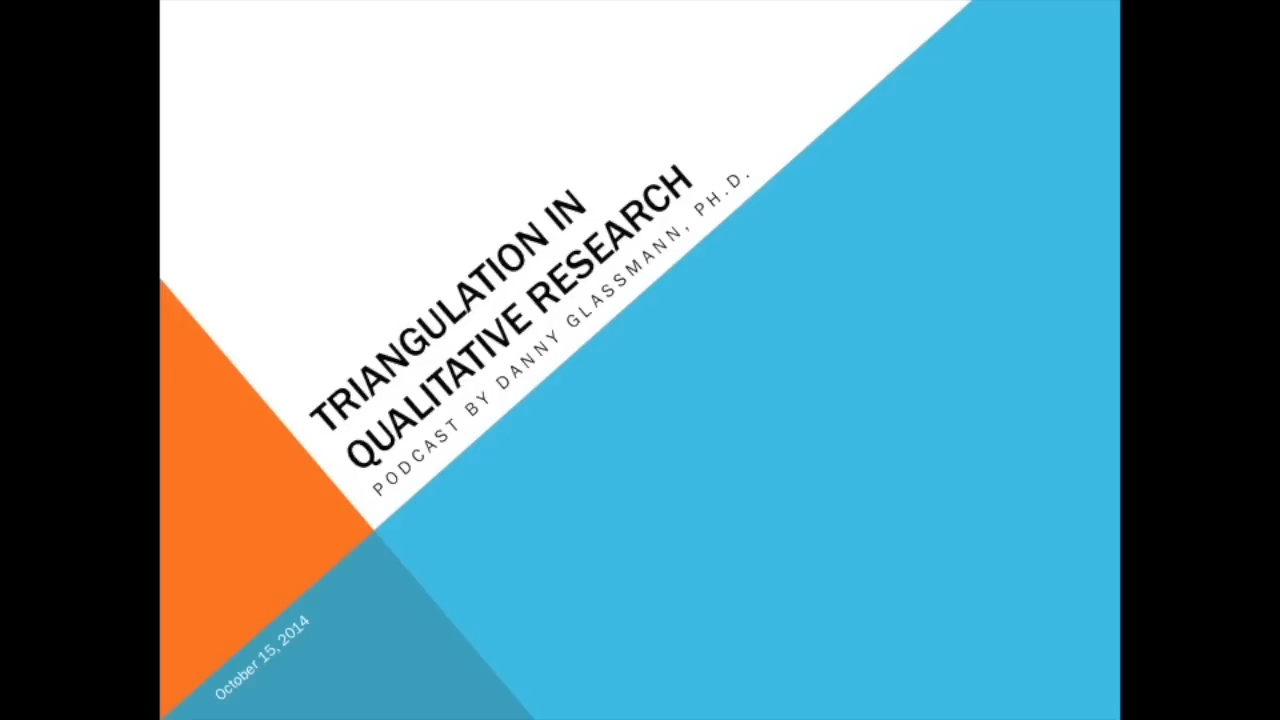 TRIANGULATION IN
QUALITATIVE RESEARCH
PODCAST BY DANNY GLASSMANN, PH.D.
October 15, 2014